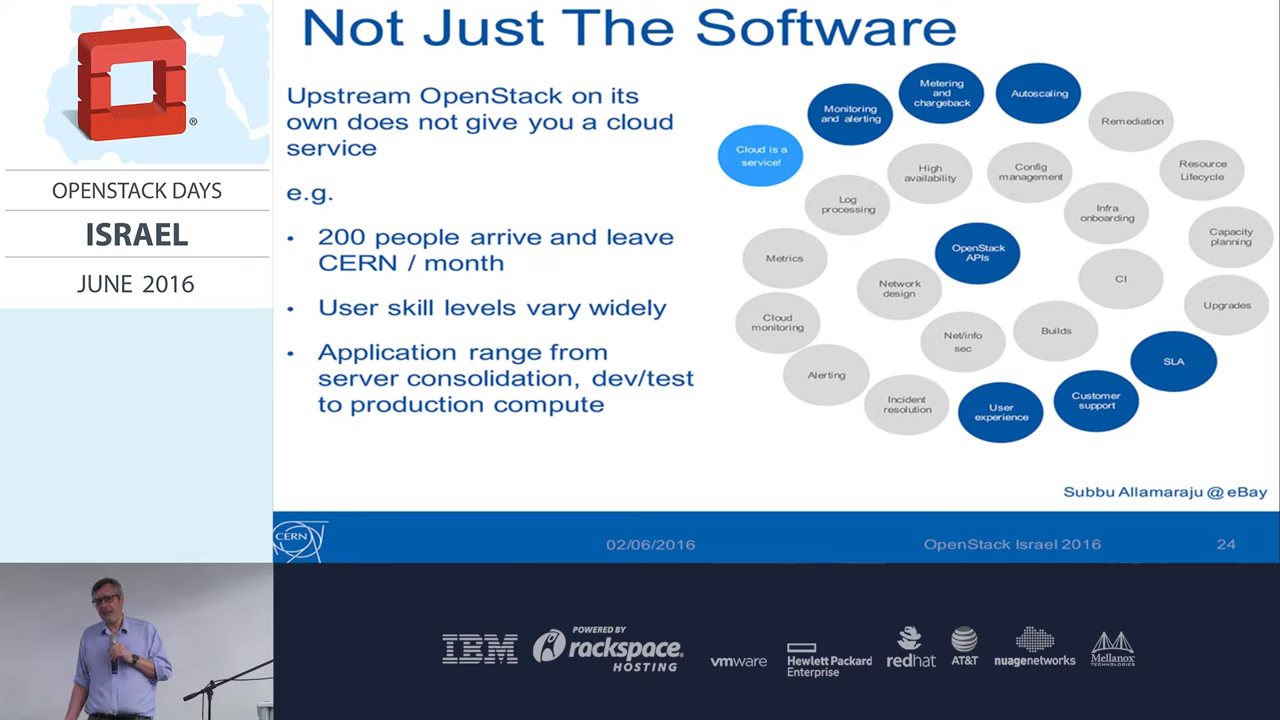 Not Just The Software
®
OPENSTACK DAYS
ISRAEL
JUNE 2016
Upstream OpenStack on its
own does not give you a cloud
service
e.g.
• 200 people arrive and leave
CERN / month
• User skill levels vary widely
• Application range from
server consolidation, dev/test
to production compute
Cloud is a
service!
Monitoring
and alerting
Metering
and
chargeback
Autoscaling
Remediation
Resource
Lifecycle
Capacity
planning
Upgrades
SLA
Customer
support
User
experience
Incident
resolution
Alerting
Cloud
monitoring
Metrics
Log
processing
High
availability
Config
management
Infra
onboarding
CI
Builds
Net/info
sec
Network
design
OpenStack
APIs
Subbu Allamaraju @ eBay
CERN
02/06/2016
OpenStack Israel 2016
24
IBM
POWERED BY
rackspace.
HOSTING
vmware
Hewlett Packard
Enterprise
redhat
AT&T
nuagenetworks
Mellanox
TECHNOLOGIES